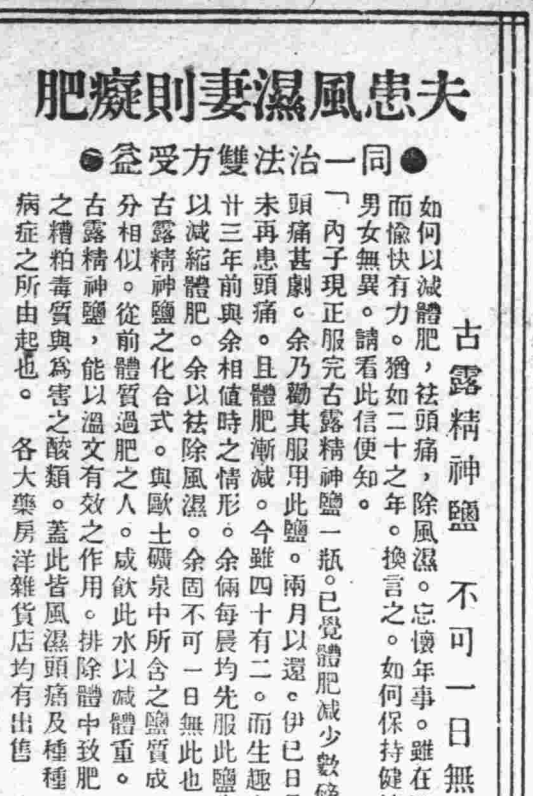 夫患風濕妻則癡肥
●同一治法雙方受益●
古露精神鹽 不可一日無
如何以減體肥，祛頭痛，除風濕。忘懷年事。雖在
而愉快有力。猶如二十之年。換言之。如何保持健
男女無異。請看此信便知。
「內子現正服完古露精神鹽一瓶。已覺體肥減少數磅
頭痛甚劇。余乃勸其服用此鹽。兩月以還。伊已日
未再患頭痛。且體肥漸減。今雖四十有二。而生趣
廿三年前與余相值時之情形。余倆每晨均先服此鹽
以減縮體肥。余以祛除風濕。余固不可一日無此也
古露精神鹽之化合式。與歐土礦泉中所含之鹽質成
分相似。從前體質過肥之人。咸飲此水以減體重。
古露精神鹽，能以溫文有效之作用。排除體中致肥
之糟粕毒質與爲害之酸類。蓋此皆風濕頭痛及種種
病症之所由起也。 各大藥房洋雜貨店均有出售